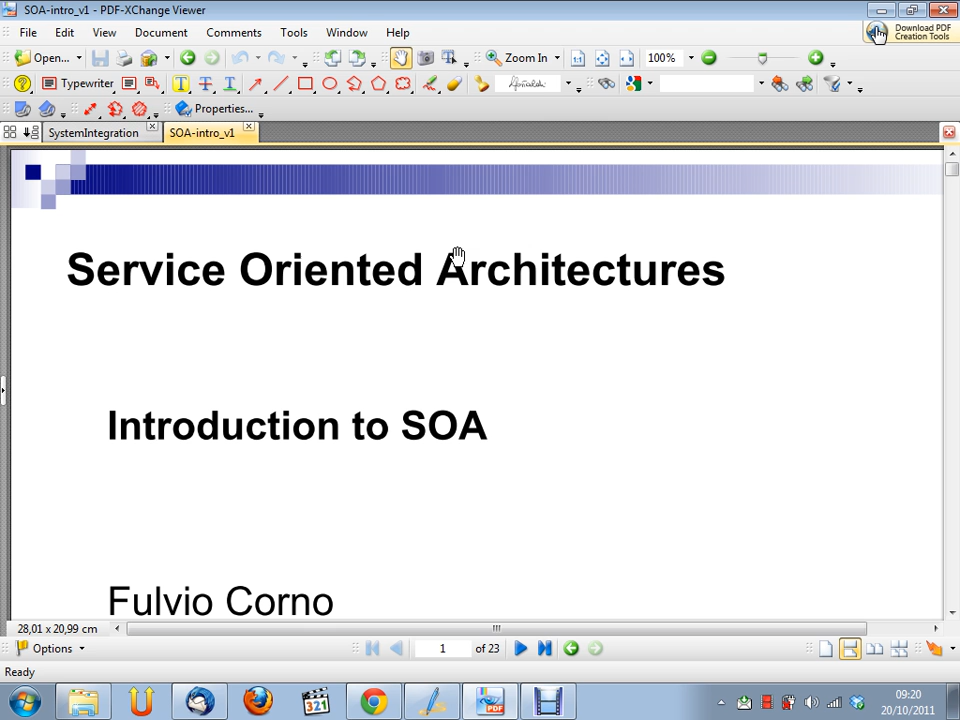 SOA-intro_v1 - PDF-XChange Viewer
File Edit View Document Comments Tools Window Help
Download PDF
Creation Tools
Open... Zoom In 100%
Typewriter
Properties...
SystemIntegration SOA-intro_v1
Service Oriented Architectures
Introduction to SOA
Fulvio Corno
28,01 x 20,99 cm
Options 1 of 23
Ready
321 PDF
09:20
20/10/2011